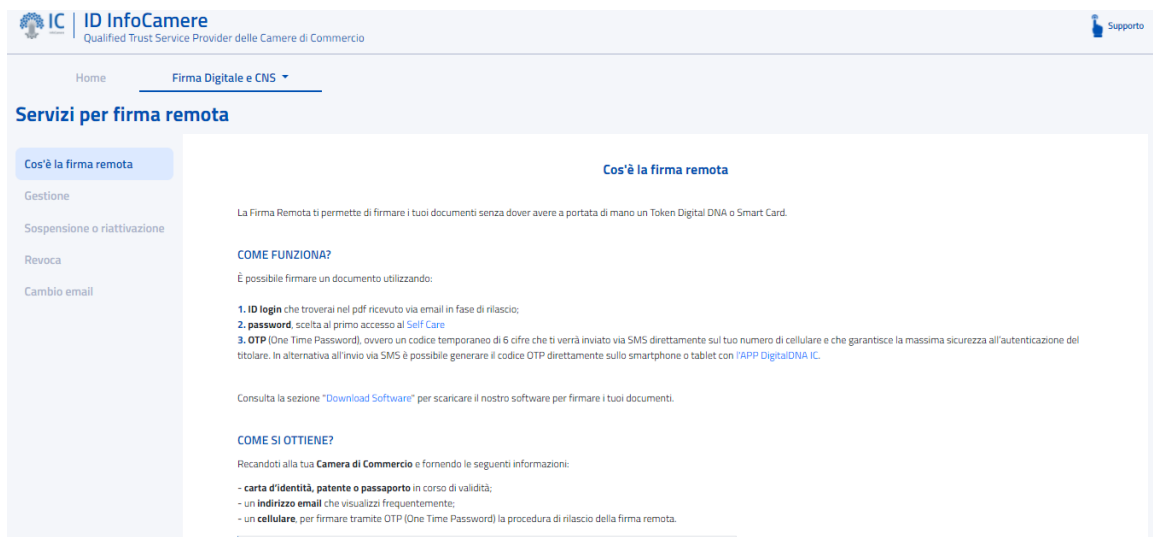 IC
ID InfoCamere
Qualified Trust Service Provider delle Camere di Commercio
Supporto
Home
Firma Digitale e CNS
Servizi per firma remota
Cos'è la firma remota
Gestione
Sospensione o riattivazione
Revoca
Cambio email
Cos'è la firma remota
La Firma Remota ti permette di firmare i tuoi documenti senza dover avere a portata di mano un Token Digital DNA o Smart Card.
COME FUNZIONA?
È possibile firmare un documento utilizzando:
1. ID login che troverai nel pdf ricevuto via email in fase di rilascio;
2. password, scelta al primo accesso al Self Care
3. OTP (One Time Password), ovvero un codice temporaneo di 6 cifre che ti verrà inviato via SMS direttamente sul tuo numero di cellulare e che garantisce la massima sicurezza all'autenticazione del
titolare. In alternativa all'invio via SMS è possibile generare il codice OTP direttamente sullo smartphone o tablet con l'APP DigitalDNA IC.
Consulta la sezione "Download Software" per scaricare il nostro software per firmare i tuoi documenti.
COME SI OTTIENE?
Recandoti alla tua Camera di Commercio e fornendo le seguenti informazioni:
- carta d'identità, patente o passaporto in corso di validità;
- un indirizzo email che visualizzi frequentemente;
- un cellulare, per firmare tramite OTP (One Time Password) la procedura di rilascio della firma remota.